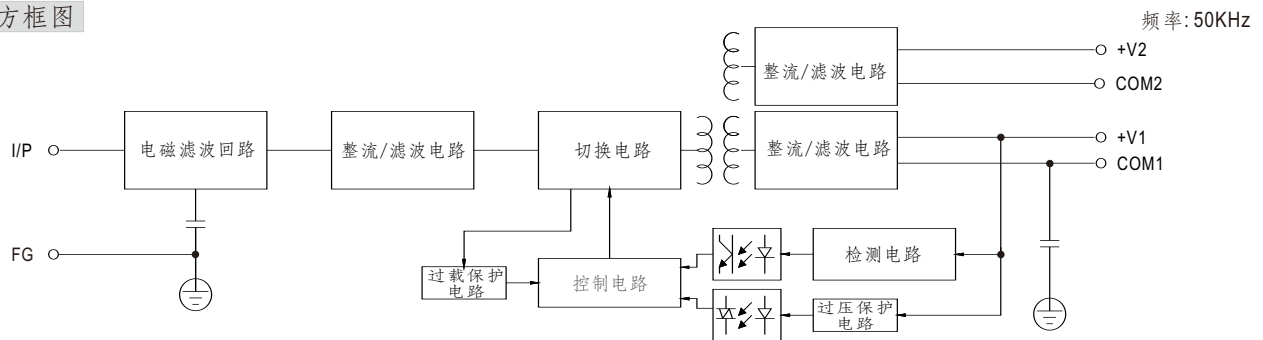 方框图
频率: 50KHz
整流/滤波电路
+V2
COM2
I/P
电磁滤波回路
整流/滤波电路
切换电路
整流/滤波电路
+V1
COM1
FG
过载保护
电路
控制电路
检测电路
过压保护
电路